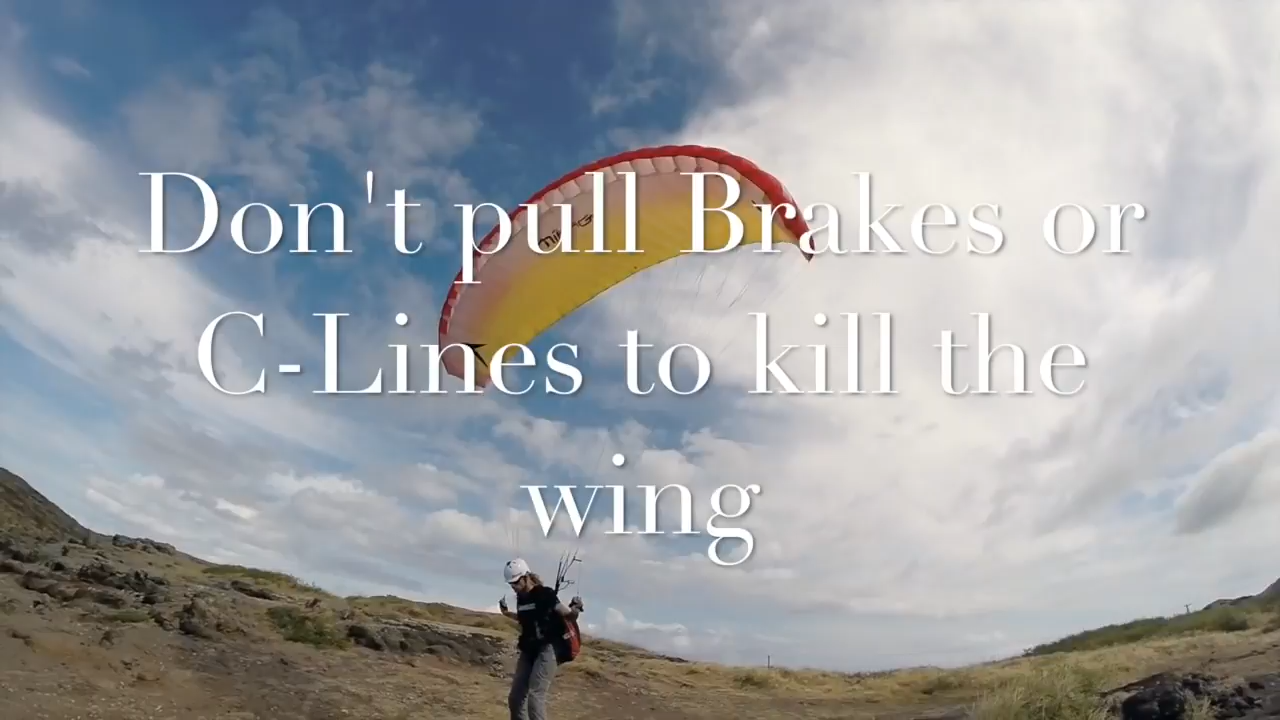 Don't pull Brakes or
C-Lines to kill the
wing